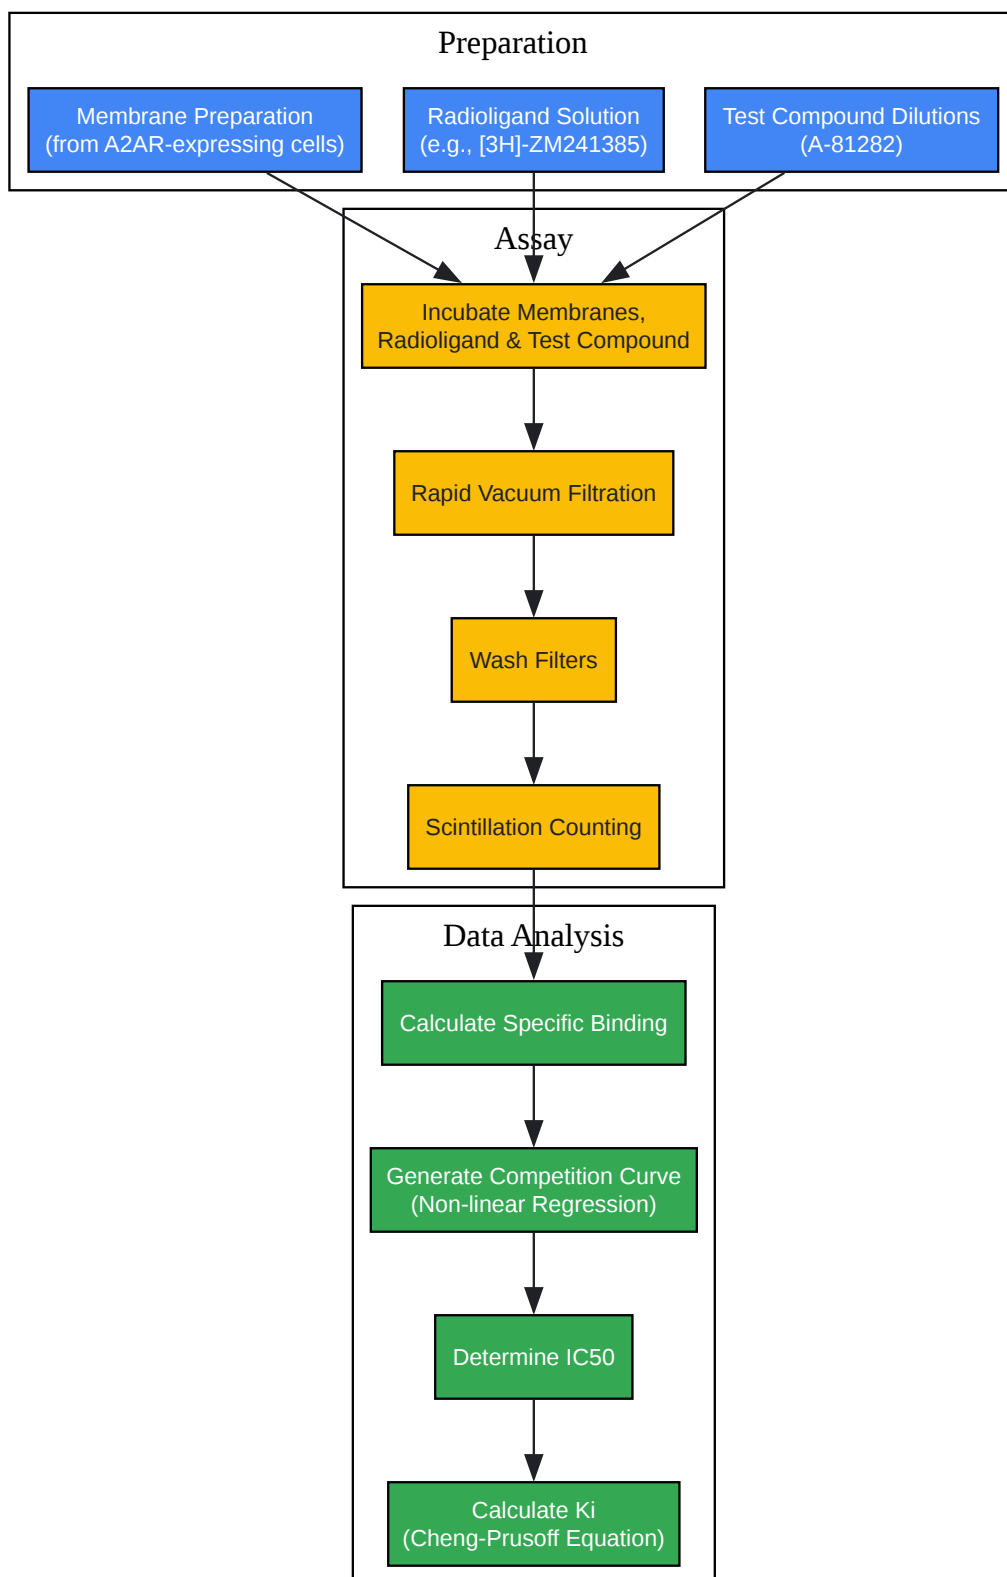 Preparation
Membrane Preparation
(from A2AR-expressing cells)
Radioligand Solution
(e.g., [3H]-ZM241385)
Test Compound Dilutions
(A-81282)
Assay
Incubate Membranes,
Radioligand & Test Compound
Rapid Vacuum Filtration
Wash Filters
Scintillation Counting
Data Analysis
Calculate Specific Binding
Generate Competition Curve
(Non-linear Regression)
Determine IC50
Calculate Ki
(Cheng-Prusoff Equation)